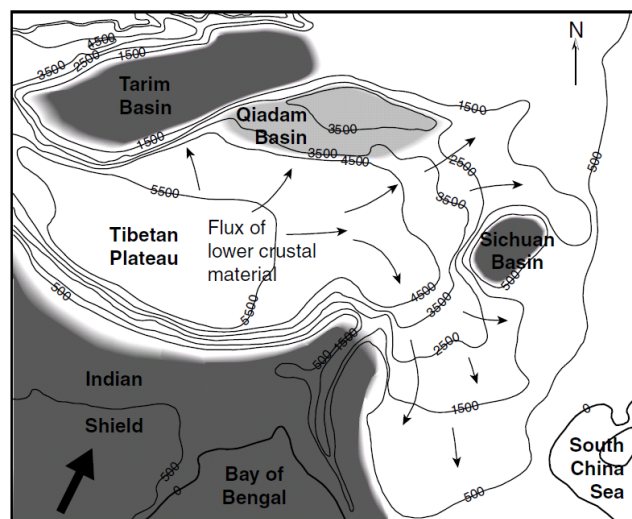 4500
3500
2500
1500
Tarim
Basin
N
Qiadam
Basin
3500
1500
1500
500
3500
4500
2500
5500
3500
Tibetan
Plateau
Flux of
lower crustal
material
Sichuan
Basin
500
500
5500
4500
3500
2500
500
1500
Indian
Shield
1500
500
0
Bay of
Bengal
500
0
South
China
Sea